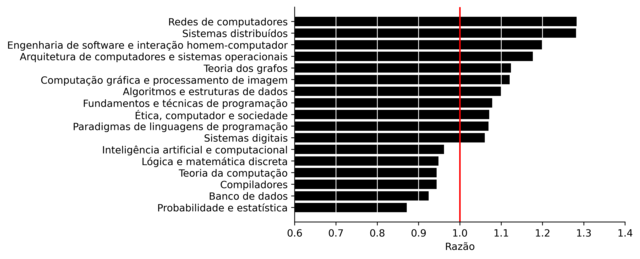 Redes de computadores
Sistemas distribuídos
Engenharia de software e interação homem-computador
Arquitetura de computadores e sistemas operacionais
Teoria dos grafos
Computação gráfica e processamento de imagem
Algoritmos e estruturas de dados
Fundamentos e técnicas de programação
Ética, computador e sociedade
Paradigmas de linguagens de programação
Sistemas digitais
Inteligência artificial e computacional
Lógica e matemática discreta
Teoria da computação
Compiladores
Banco de dados
Probabilidade e estatística
0.6 0.7 0.8 0.9 1.0 1.1 1.2 1.3 1.4
Razão